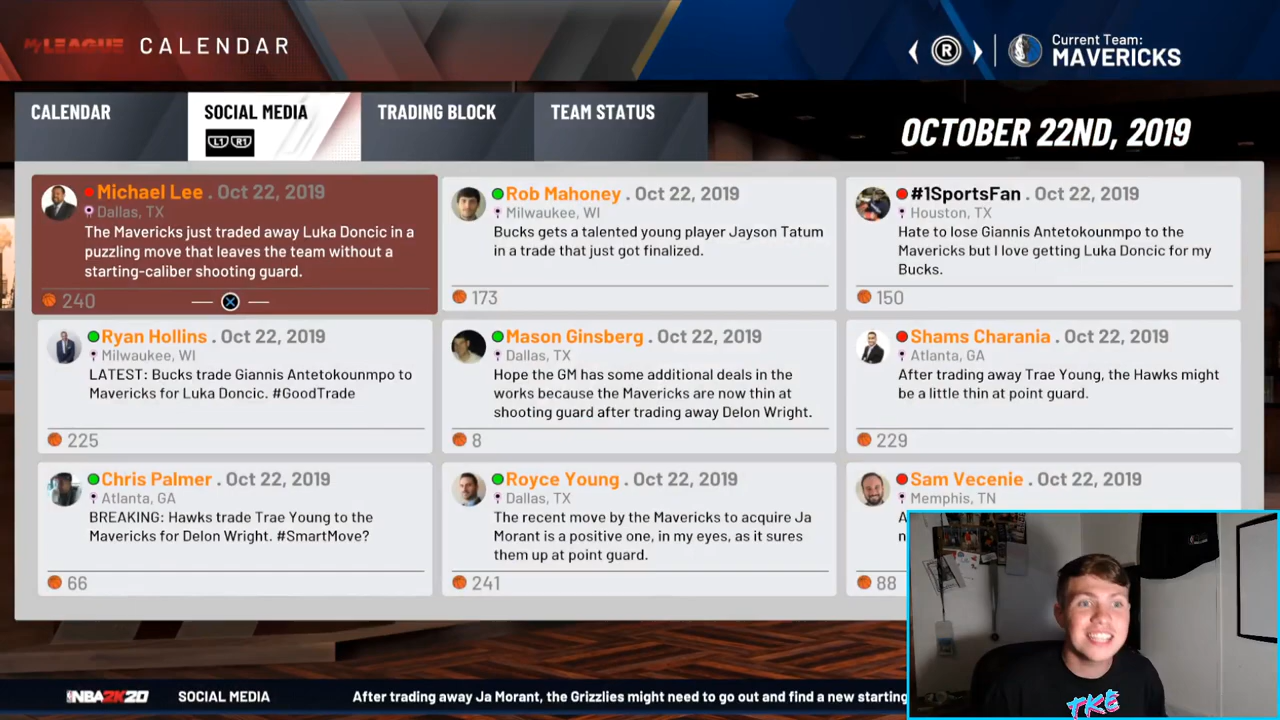 MyLEAGUE CALENDAR
Current Team:
MAVERICKS
R
CALENDAR
SOCIAL MEDIA
TRADING BLOCK
TEAM STATUS
L1 R1
OCTOBER 22ND, 2019
Michael Lee . Oct 22, 2019
Dallas, TX
The Mavericks just traded away Luka Doncic in a
puzzling move that leaves the team without a
starting-caliber shooting guard.
240
Rob Mahoney . Oct 22, 2019
Milwaukee, WI
Bucks gets a talented young player Jayson Tatum
in a trade that just got finalized.
173
#1SportsFan . Oct 22, 2019
Houston, TX
Hate to lose Giannis Antetokounmpo to the
Mavericks but I love getting Luka Doncic for my
Bucks.
150
Ryan Hollins . Oct 22, 2019
Milwaukee, WI
LATEST: Bucks trade Giannis Antetokounmpo to
Mavericks for Luka Doncic. #GoodTrade
225
Mason Ginsberg . Oct 22, 2019
Dallas, TX
Hope the GM has some additional deals in the
works because the Mavericks are now thin at
shooting guard after trading away Delon Wright.
8
Shams Charania . Oct 22, 2019
Atlanta, GA
After trading away Trae Young, the Hawks might
be a little thin at point guard.
229
Chris Palmer . Oct 22, 2019
Atlanta, GA
BREAKING: Hawks trade Trae Young to the
Mavericks for Delon Wright. #SmartMove?
66
Royce Young . Oct 22, 2019
Dallas, TX
The recent move by the Mavericks to acquire Ja
Morant is a positive one, in my eyes, as it sures
them up at point guard.
241
Sam Vecenie . Oct 22, 2019
Memphis, TN
88
TKE
NBA2K20 SOCIAL MEDIA After trading away Ja Morant, the Grizzlies might need to go out and find a new starting